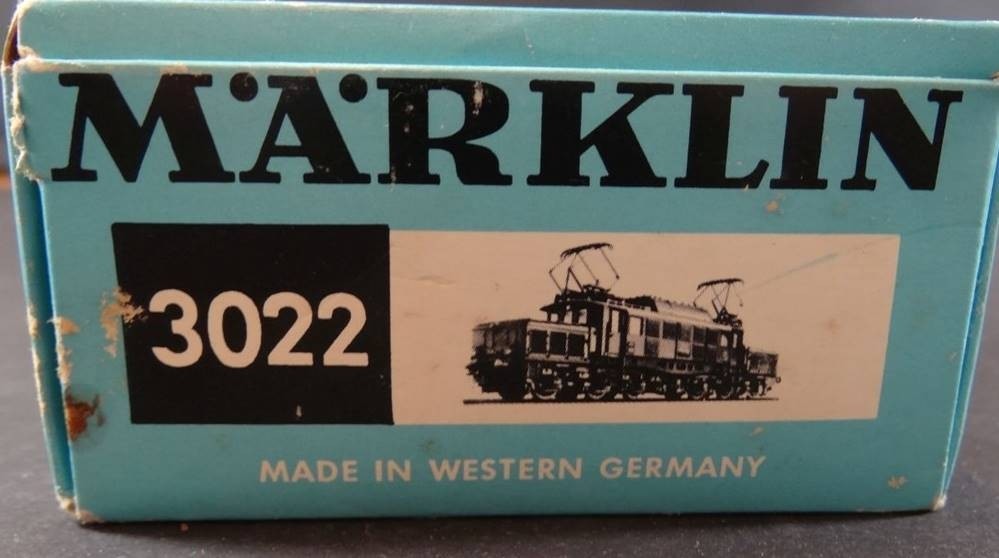 MÄRKLIN
3022
MADE IN WESTERN GERMANY